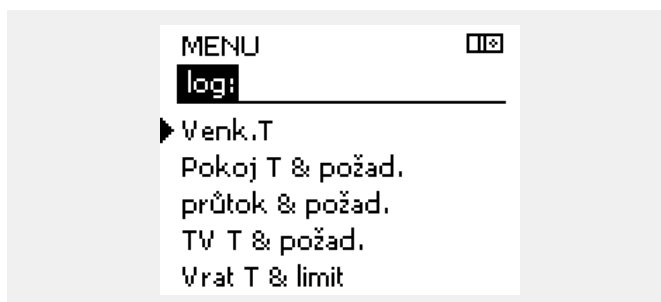 MENU
log:
Venk.T
Pokoj T & požad.
průtok & požad.
TV T & požad.
Vrat T & limit